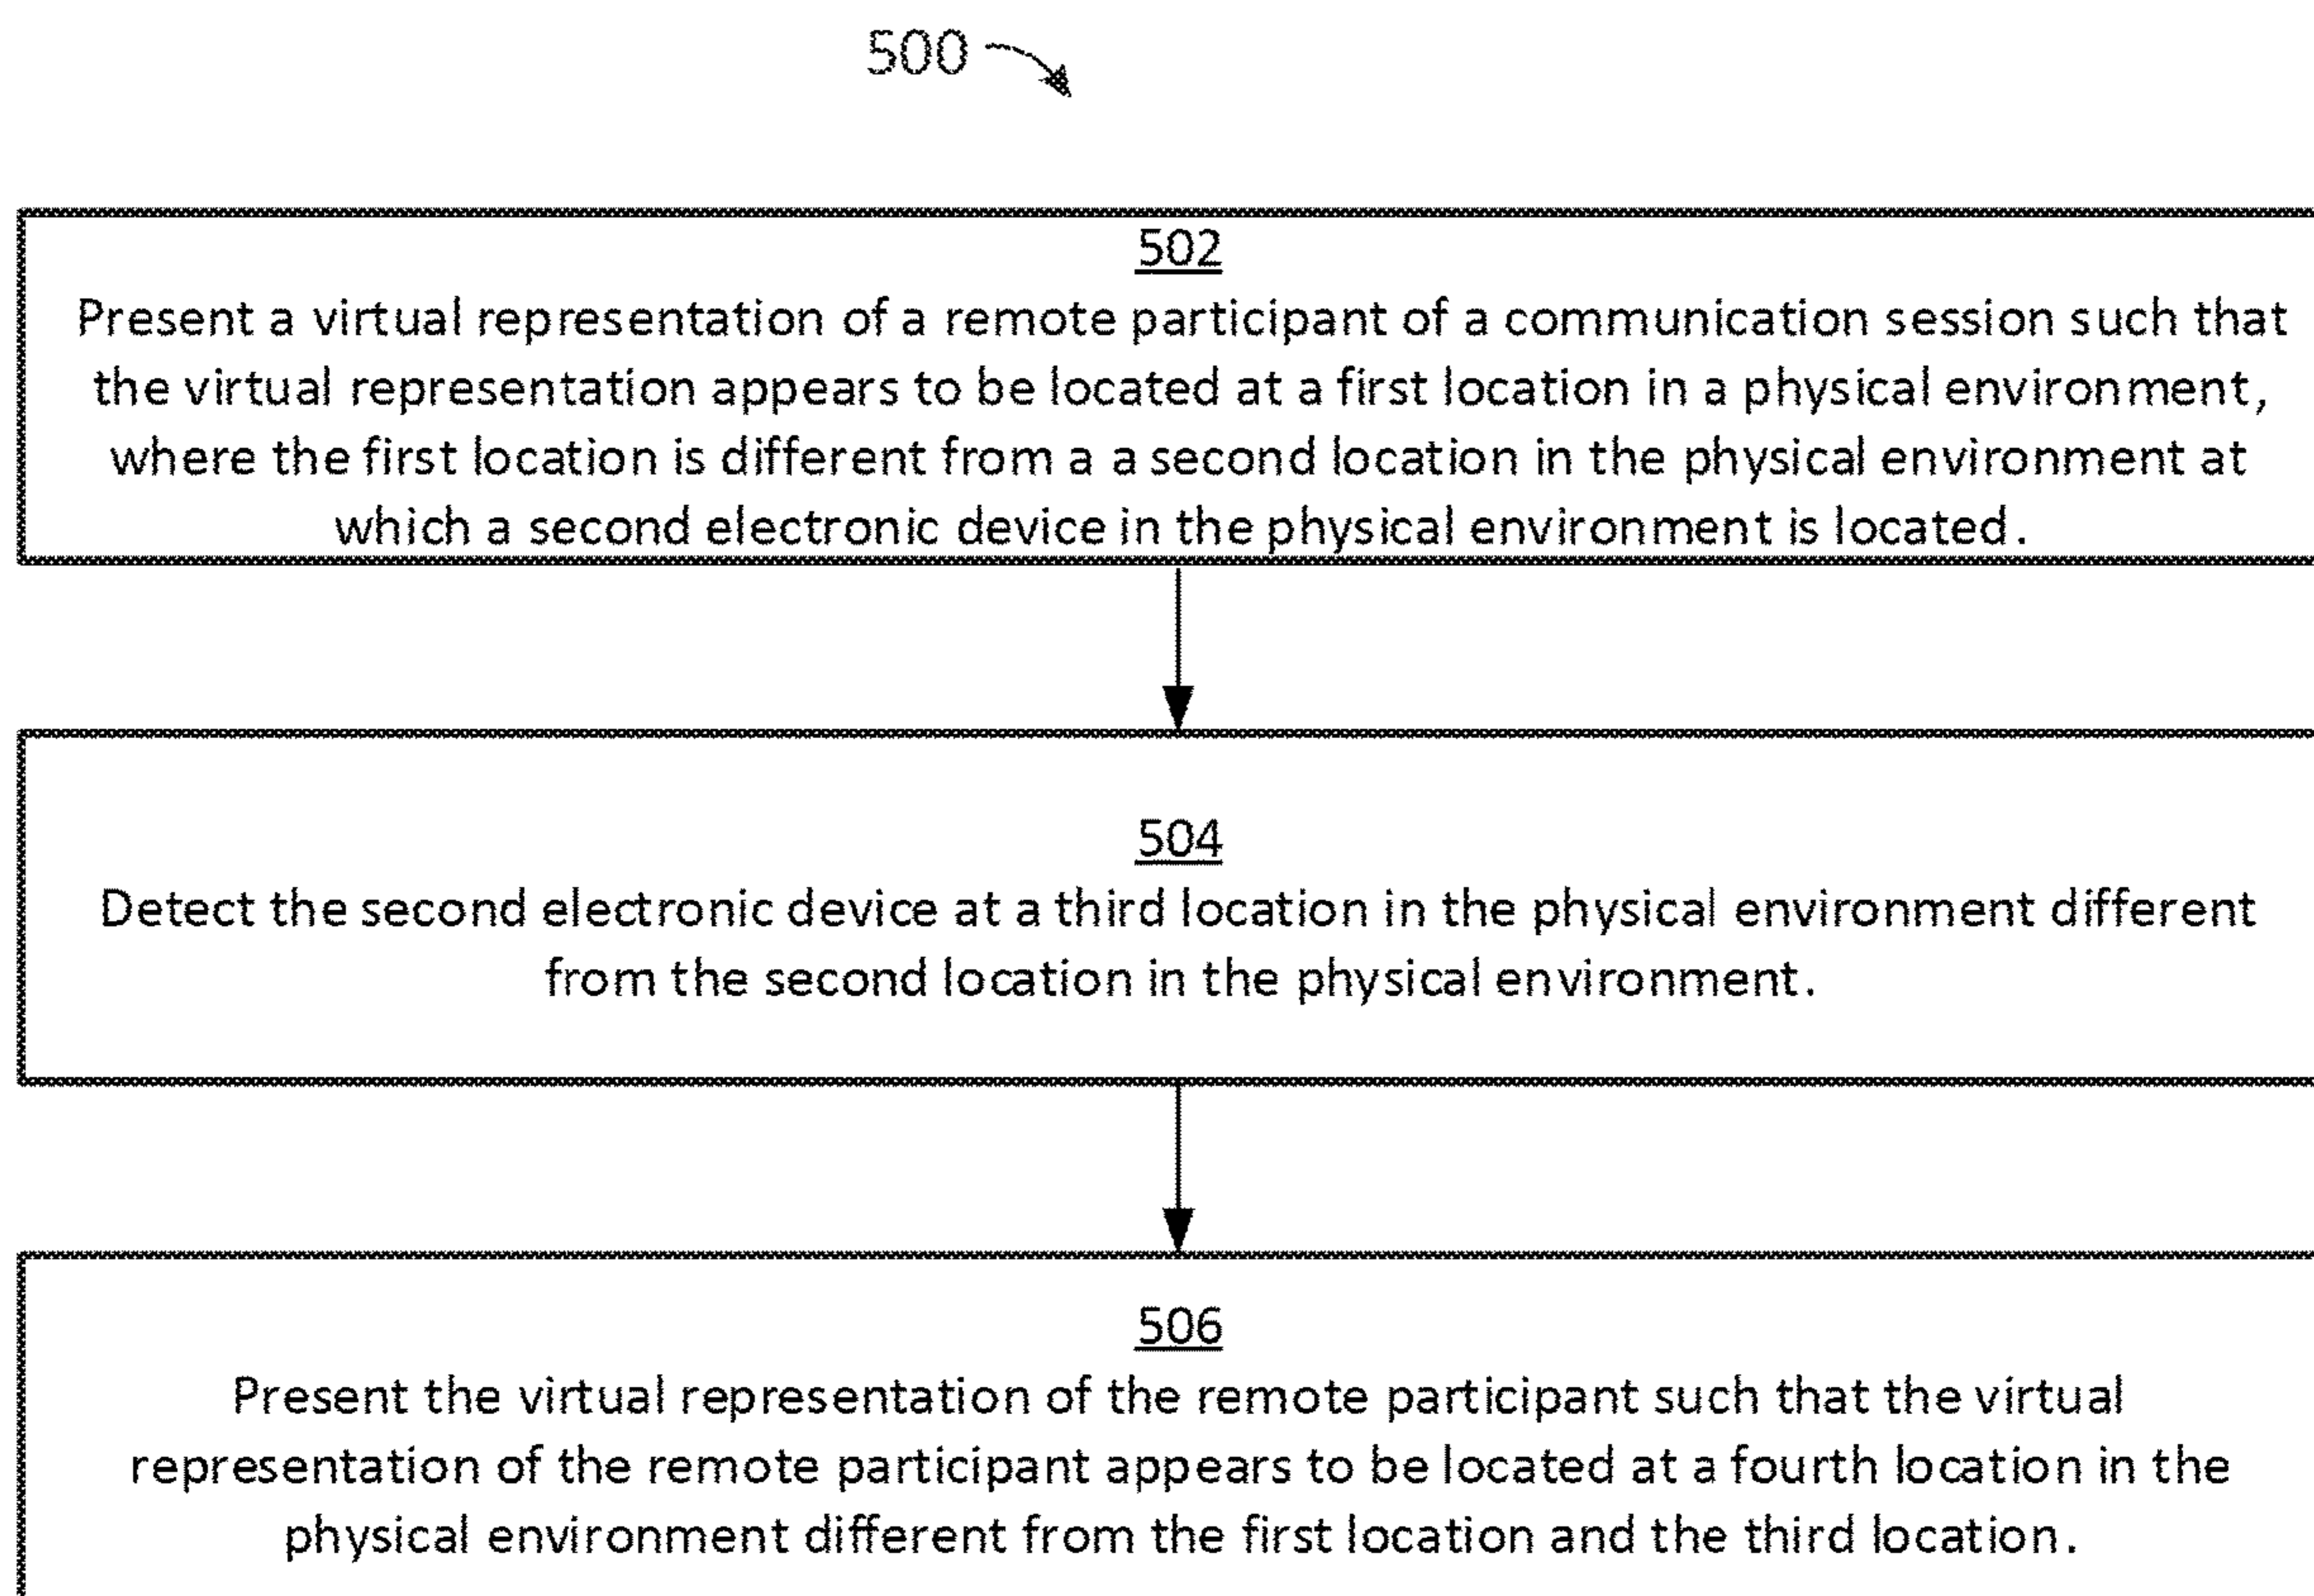 500
502
Present a virtual representation of a remote participant of a communication session such that
the virtual representation appears to be located at a first location in a physical environment,
where the first location is different from a a second location in the physical environment at
which a second electronic device in the physical environment is located.
504
Detect the second electronic device at a third location in the physical environment different
from the second location in the physical environment.
506
Present the virtual representation of the remote participant such that the virtual
representation of the remote participant appears to be located at a fourth location in the
physical environment different from the first location and the third location.